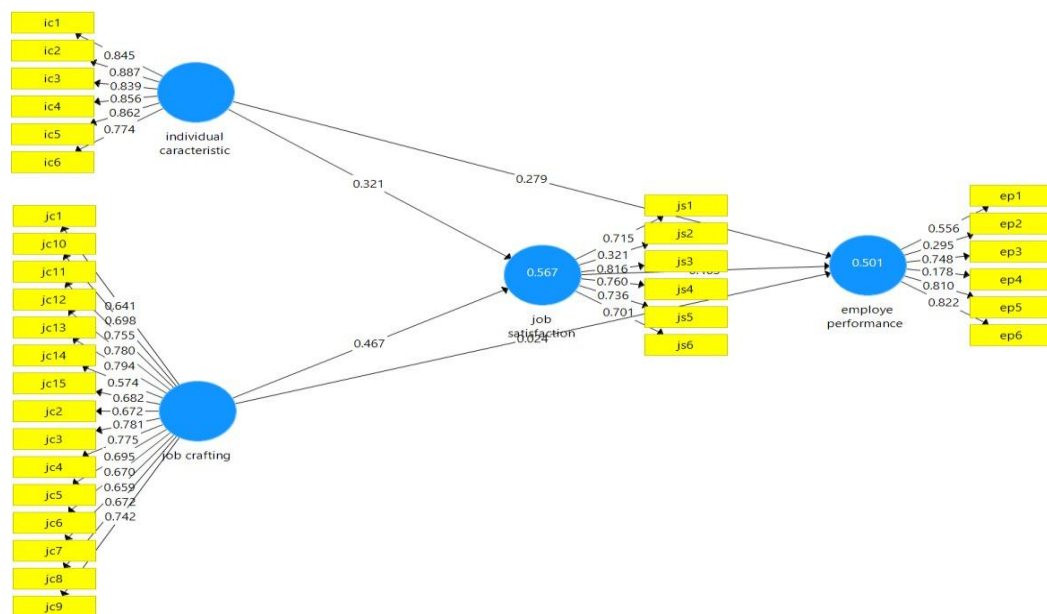 ic1
ic2
ic3
ic4
ic5
ic6
0.845
0.887
0.839
0.856
0.862
0.774
individual
caracteristic
0.321
0.279
jc1
jc10
jc11
jc12
jc13
jc14
jc15
jc2
jc3
jc4
jc5
jc6
jc7
jc8
jc9
0.641
0.698
0.755
0.780
0.794
0.574
0.682
0.672
0.781
0.775
0.695
0.670
0.659
0.672
0.742
job crafting
0.467
0.024
0.567
job
satisfaction
0.715
0.321
0.816
0.760
0.736
0.701
js1
js2
js3
js4
js5
js6
0.501
employe
performance
0.556
0.295
0.748
0.178
0.810
0.822
ep1
ep2
ep3
ep4
ep5
ep6